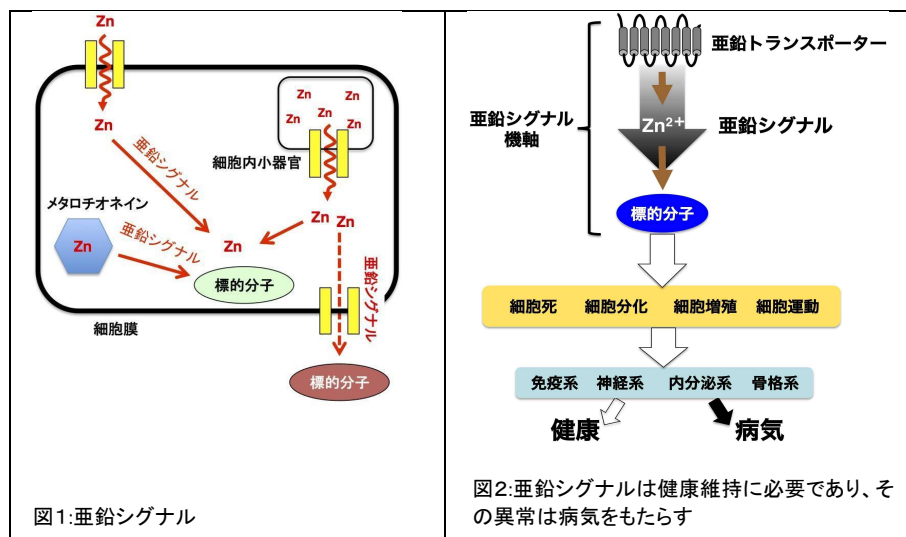 Zn
Zn
亜鉛シグナル
メタロチオネイン
Zn
亜鉛シグナル
Zn
Zn
Zn
Zn
Zn
細胞内小器官
Zn
Zn
Zn
標的分子
亜鉛シグナル
細胞膜
標的分子
図1:亜鉛シグナル
亜鉛トランスポーター
亜鉛シグナル
機軸
Zn2+
亜鉛シグナル
標的分子
細胞死 細胞分化 細胞増殖 細胞運動
免疫系 神経系 内分泌系 骨格系
健康 病気
図2:亜鉛シグナルは健康維持に必要であり、そ
の異常は病気をもたらす